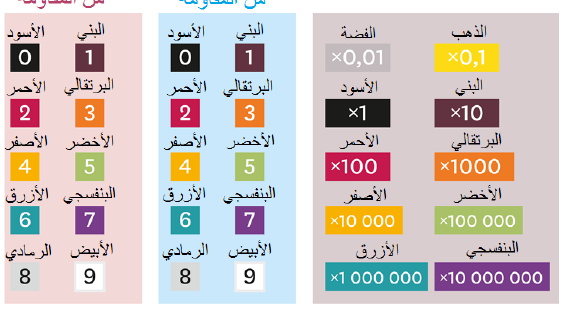 من المقاومة
الأسود البني
0 1
الأحمر البرتقالي
2 3
الأصفر الأخضر
4 5
الأزرق البنفسجي
6 7
الرمادي الأبيض
8 9
من المقاومة
الأسود البني
0 1
الأحمر البرتقالي
2 3
الأصفر الأخضر
4 5
الأزرق البنفسجي
6 7
الرمادي الأبيض
8 9
الفضة الذهب
×0,01 ×0,1
الأسود البني
×1 ×10
الأحمر البرتقالي
×100 ×1000
الأصفر الأخضر
×10 000 ×100 000
الأزرق البنفسجي
×1 000 000 ×10 000 000